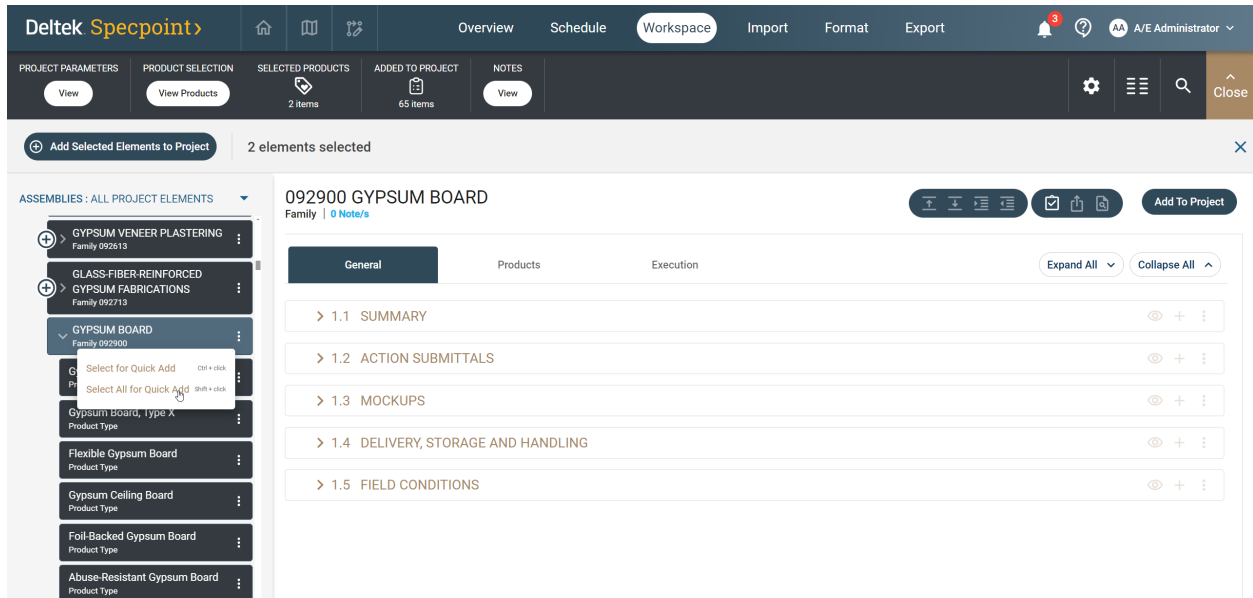 Deltek Specpoint
Overview
Schedule
Workspace
Import
Format
Export
3
AA
A/E Administrator
PROJECT PARAMETERS
View
PRODUCT SELECTION
View Products
SELECTED PRODUCTS
2 items
ADDED TO PROJECT
65 items
NOTES
View
Close
Add Selected Elements to Project
2 elements selected
ASSEMBLIES : ALL PROJECT ELEMENTS
GYPSUM VENEER PLASTERING
Family 092613
GLASS-FIBER-REINFORCED
GYPSUM FABRICATIONS
Family 092713
GYPSUM BOARD
Family 092900
Select for Quick Add Ctrl + click
Select All for Quick Add Shift + click
Gypsum Board, Type X
Product Type
Flexible Gypsum Board
Product Type
Gypsum Ceiling Board
Product Type
Foil-Backed Gypsum Board
Product Type
Abuse-Resistant Gypsum Board
Product Type
092900 GYPSUM BOARD
Family | 0 Note/s
Add To Project
General
Products
Execution
Expand All
Collapse All
1.1 SUMMARY
1.2 ACTION SUBMITTALS
1.3 MOCKUPS
1.4 DELIVERY, STORAGE AND HANDLING
1.5 FIELD CONDITIONS